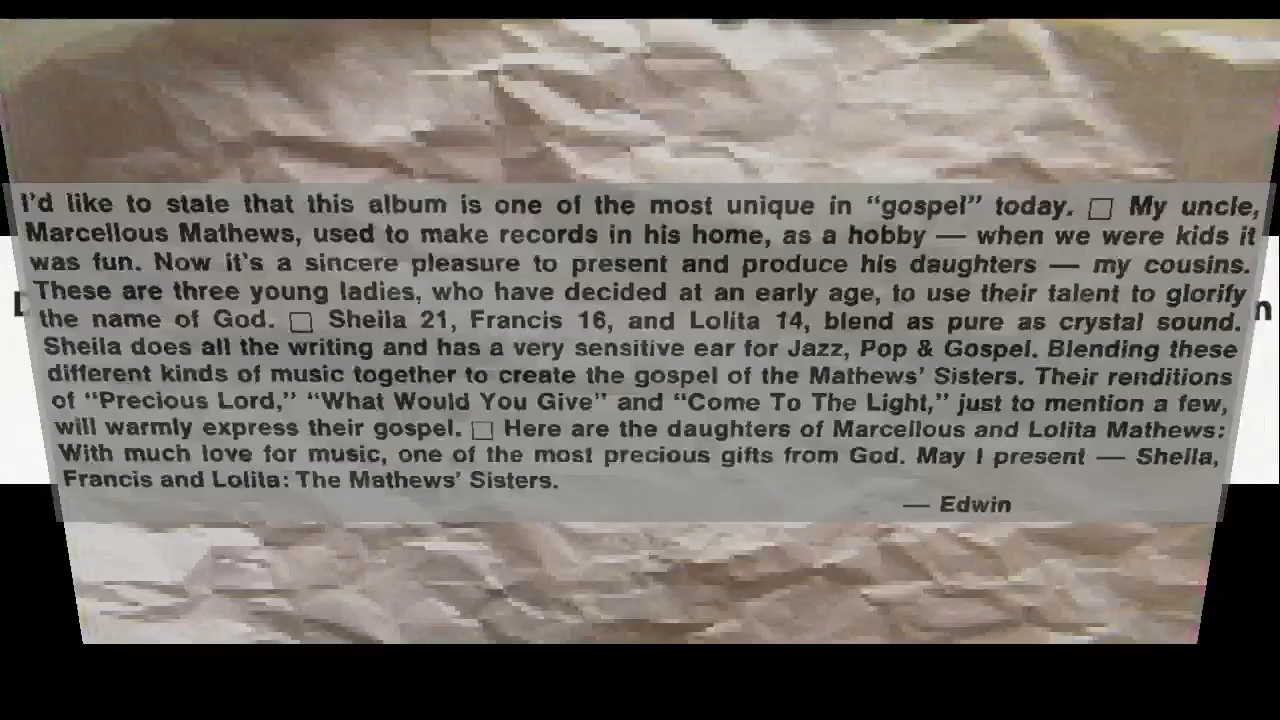 I'd like to state that this album is one of the most unique in “gospel” today. □ My uncle,
Marcellous Mathews, used to make records in his home, as a hobby — when we were kids it
was fun. Now it's a sincere pleasure to present and produce his daughters — my cousins.
These are three young ladies, who have decided at an early age, to use their talent to glorify
the name of God. □ Sheila 21, Francis 16, and Lolita 14, blend as pure as crystal sound.
Sheila does all the writing and has a very sensitive ear for Jazz, Pop & Gospel. Blending these
different kinds of music together to create the gospel of the Mathews' Sisters. Their renditions
of “Precious Lord,” “What Would You Give” and “Come To The Light,” just to mention a few,
will warmly express their gospel. □ Here are the daughters of Marcellous and Lolita Mathews:
With much love for music, one of the most precious gifts from God. May I present — Sheila,
Francis and Lolita: The Mathews' Sisters.
— Edwin